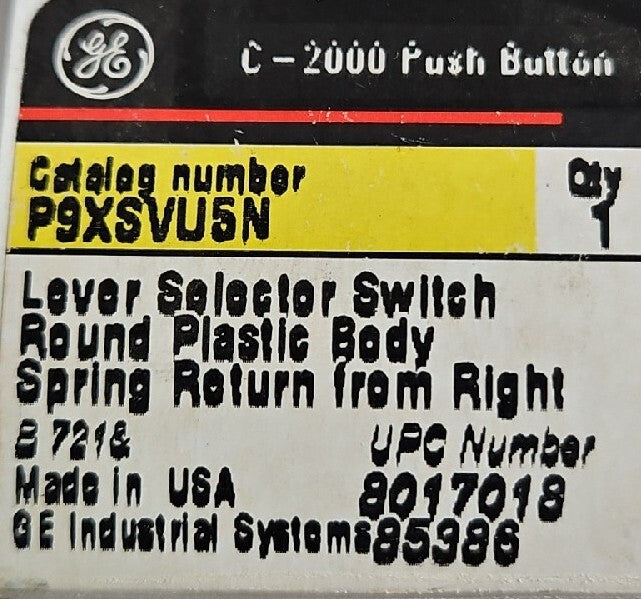 GE
C-2000 Push Button
Catalog number
P9XSVU5N
Qty
1
Lever Selector Switch
Round Plastic Body
Spring Return from Right
UPC Number
Made in USA
8017018
GE Industrial Systems
85386